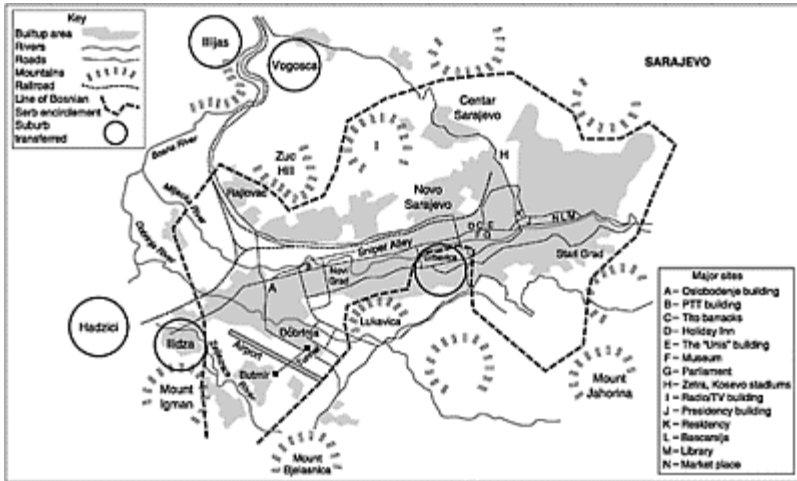 Key
Builtup area
Rivers
Roads
Mountains
Railroad
Line of Bosnian
Serb encirclement
Suburb
transferred
Ilijas
Vogosca
SARAJEVO
Centar
Sarajevo
I
H
Zuc
Hill
Bosna River
Rajlovac
Miljacka River
Novo
Sarajevo
Dobrinja River
D C E
F G
K
J
N L M
Sniper Alley
B
Stari Grad
Novi
Grad
A
Hadzici
Lukavica
Ilidza
Dobrinja
Airport
Tunnel
Butmir
River
Mount
Igman
Mount
Jahorina
Mount
Bjelasnica
Major sites
A – Oslobodenje building
B – PTT building
C – Tito barracks
D – Holiday Inn
E – The "Unis" building
F – Museum
G – Parliament
H – Zetra, Kosevo stadiums
I – Radio/TV building
J – Presidency building
K – Residency
L – Bascarsija
M – Library
N – Market place